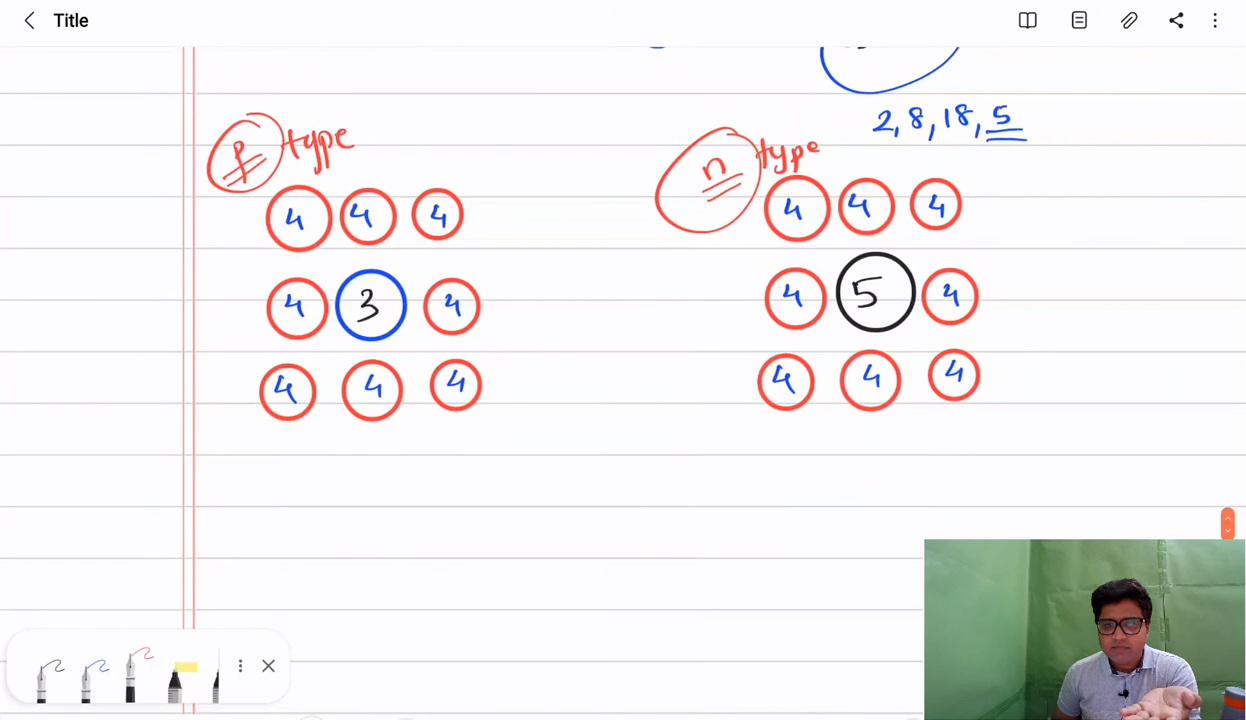 Title
2, 8, 18, 5
p type
n type
4 4 4
4 3 4
4 4 4
4 4 4
4 5 4
4 4 4